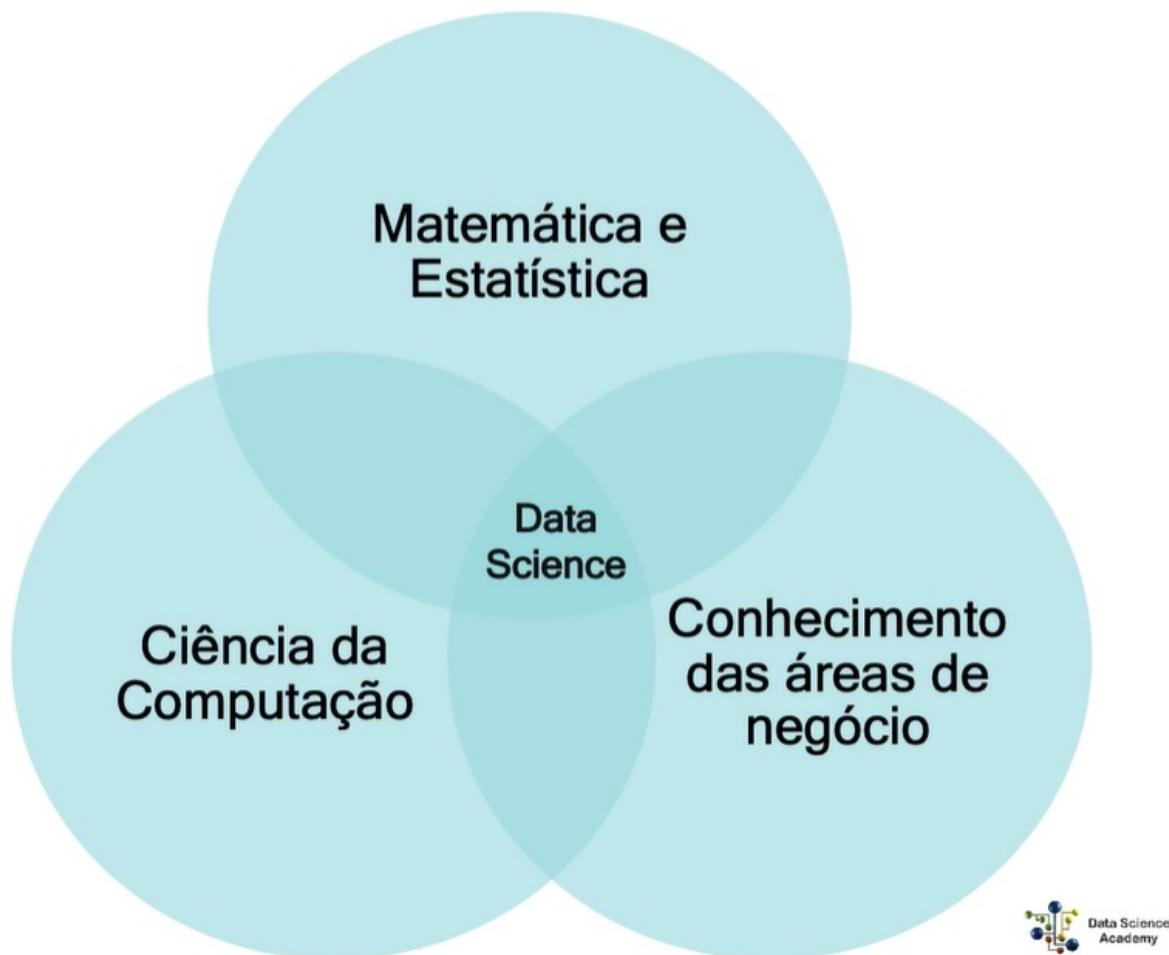 Matemática e
Estatística
Data
Science
Ciência da
Computação
Conhecimento
das áreas de
negócio
Data Science
Academy